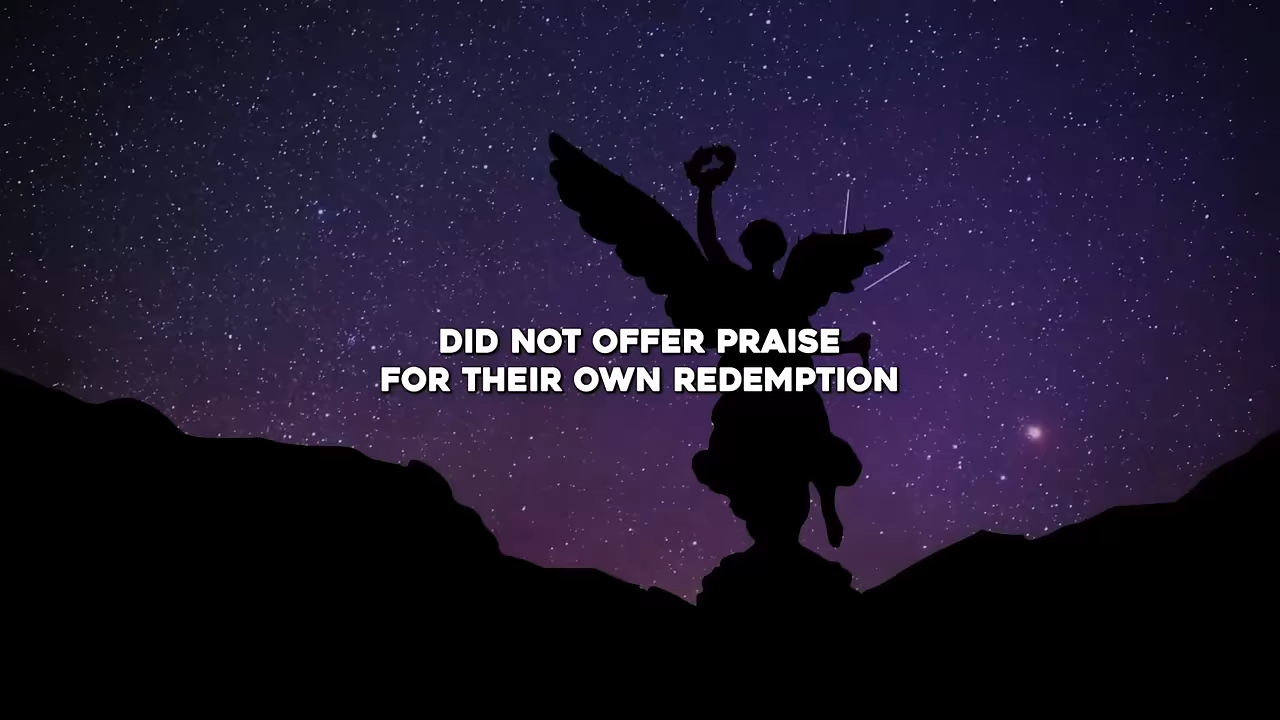 DID NOT OFFER PRAISE
FOR THEIR OWN REDEMPTION